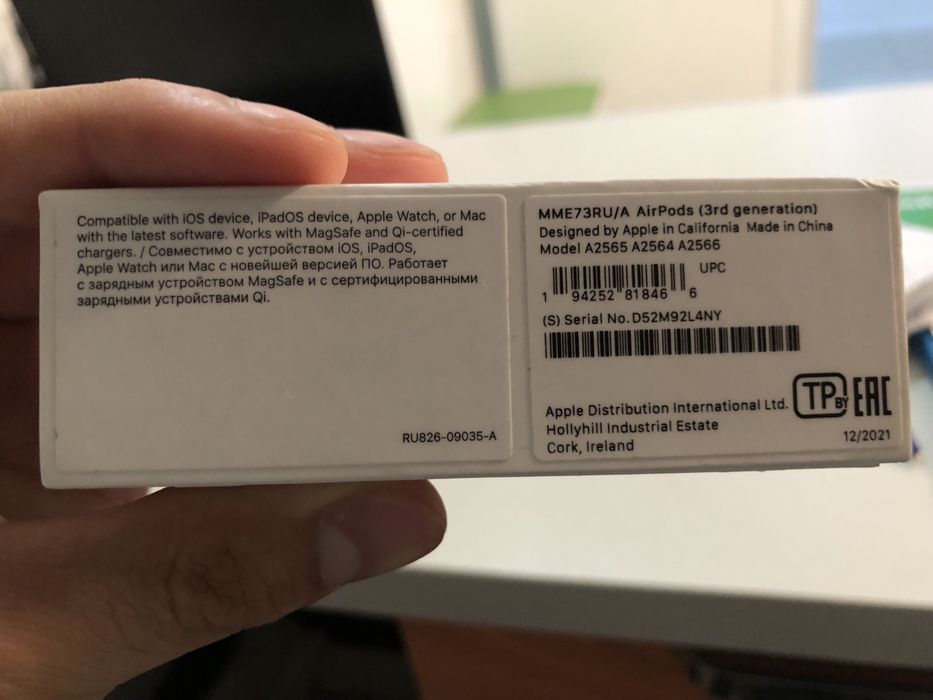 Compatible with iOS device, iPadOS device, Apple Watch, or Mac
with the latest software. Works with MagSafe and Qi-certified
chargers. / Совместимо с устройством iOS, iPadOS,
Apple Watch или Mac с новейшей версией ПО. Работает
с зарядным устройством MagSafe и с сертифицированными
зарядными устройствами Qi.
RU826-09035-A
MME73RU/A AirPods (3rd generation)
Designed by Apple in California Made in China
Model A2565 A2564 A2566
UPC
1 94252 81846 6
(S) Serial No. D52M92L4NY
Apple Distribution International Ltd.
Hollyhill Industrial Estate
Cork, Ireland
TP BY EAC
12/2021